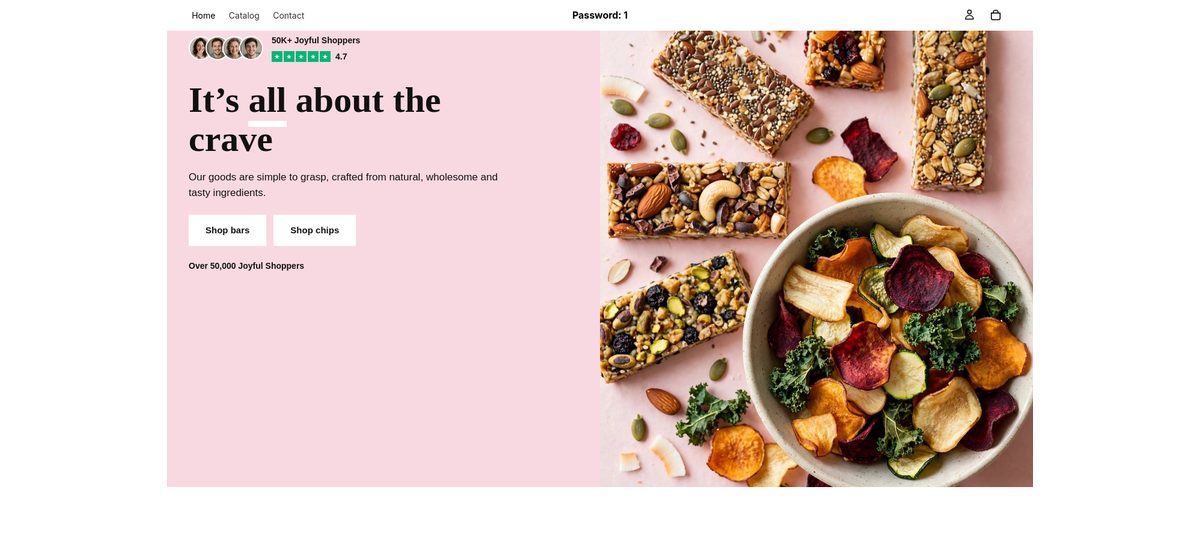 Home Catalog Contact Password: 1
50K+ Joyful Shoppers
4.7
It’s all about the
crave
Our goods are simple to grasp, crafted from natural, wholesome and
tasty ingredients.
Shop bars Shop chips
Over 50,000 Joyful Shoppers